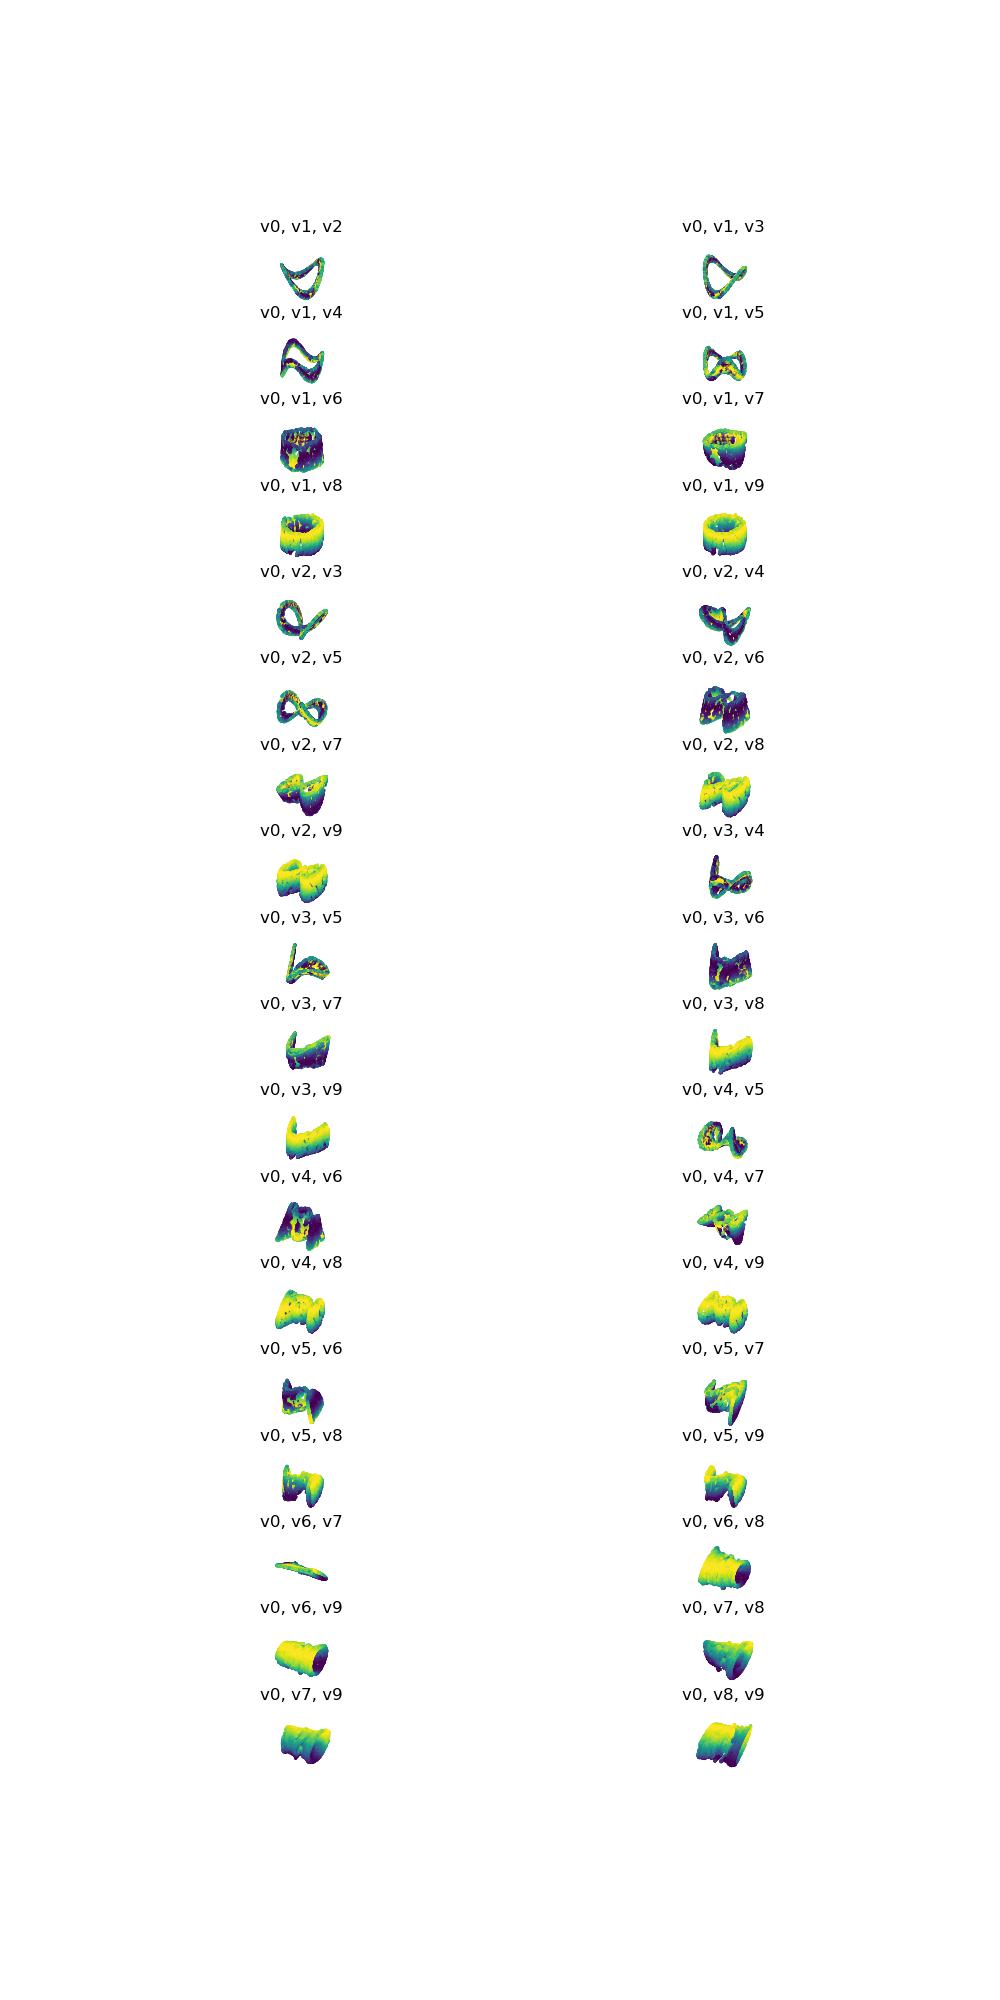 v0, v1, v2
v0, v1, v3
v0, v1, v4
v0, v1, v5
v0, v1, v6
v0, v1, v7
v0, v1, v8
v0, v1, v9
v0, v2, v3
v0, v2, v4
v0, v2, v5
v0, v2, v6
v0, v2, v7
v0, v2, v8
v0, v2, v9
v0, v3, v4
v0, v3, v5
v0, v3, v6
v0, v3, v7
v0, v3, v8
v0, v3, v9
v0, v4, v5
v0, v4, v6
v0, v4, v7
v0, v4, v8
v0, v4, v9
v0, v5, v6
v0, v5, v7
v0, v5, v8
v0, v5, v9
v0, v6, v7
v0, v6, v8
v0, v6, v9
v0, v7, v8
v0, v7, v9
v0, v8, v9